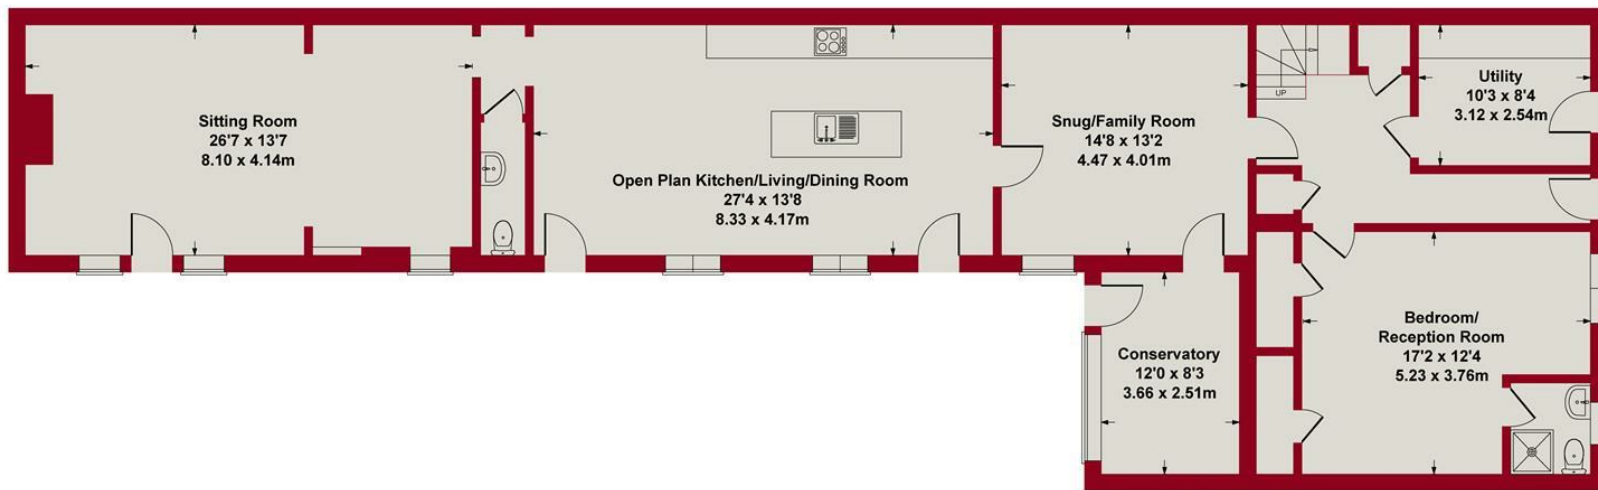 Sitting Room
26'7 x 13'7
8.10 x 4.14m
Open Plan Kitchen/Living/Dining Room
27'4 x 13'8
8.33 x 4.17m
Snug/Family Room
14'8 x 13'2
4.47 x 4.01m
UP
Utility
10'3 x 8'4
3.12 x 2.54m
Conservatory
12'0 x 8'3
3.66 x 2.51m
Bedroom/
Reception Room
17'2 x 12'4
5.23 x 3.76m